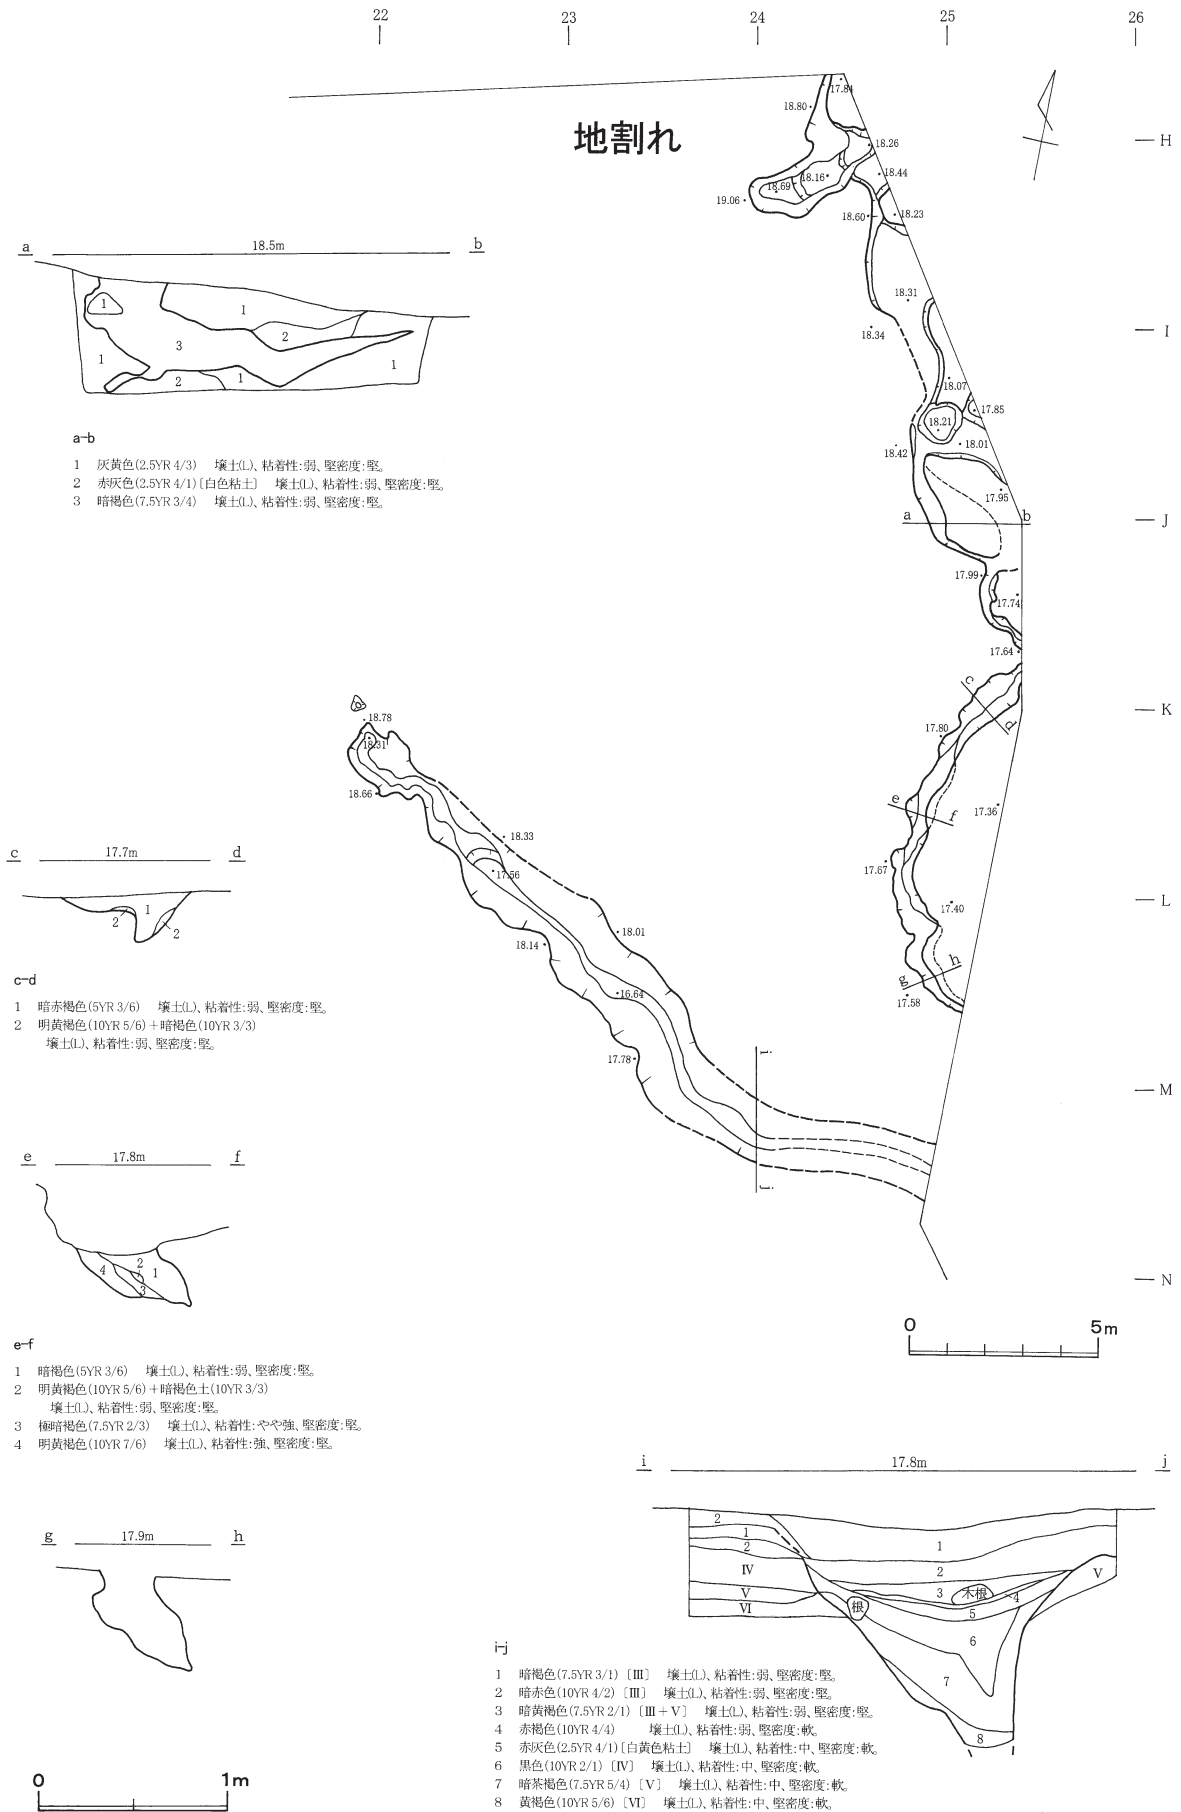 22 23 24 25 26
地割れ
H
I
J
K
L
M
N
17.84
18.80
18.26
18.16
18.44
18.69
19.06
18.60
18.23
18.31
18.34
18.07
17.85
18.21
18.42
18.01
17.95
a b
17.99
17.74
17.64
c
d
17.80
e
f
17.36
17.67
17.40
g
h
17.58
18.78
18.31
18.66
18.33
17.56
18.01
18.14
16.64
17.78
i
j
0 5m
a 18.5m b
1
1
2
3
1
2
1
1
a-b
1 灰黄色(2.5YR 4/3) 壌土(L)、粘着性:弱、堅密度:堅。
2 赤灰色(2.5YR 4/1)〔白色粘土〕 壌土(L)、粘着性:弱、堅密度:堅。
3 暗褐色(7.5YR 3/4) 壌土(L)、粘着性:弱、堅密度:堅。
c 17.7m d
1
2
2
c-d
1 暗赤褐色(5YR 3/6) 壌土(L)、粘着性:弱、堅密度:堅。
2 明黄褐色(10YR 5/6)+暗褐色(10YR 3/3)
壌土(L)、粘着性:弱、堅密度:堅。
e 17.8m f
2
4
1
3
e-f
1 暗褐色(5YR 3/6) 壌土(L)、粘着性:弱、堅密度:堅。
2 明黄褐色(10YR 5/6)+暗褐色土(10YR 3/3)
壌土(L)、粘着性:弱、堅密度:堅。
3 極暗褐色(7.5YR 2/3) 壌土(L)、粘着性:やや強、堅密度:堅。
4 明黄褐色(10YR 7/6) 壌土(L)、粘着性:強、堅密度:堅。
g 17.9m h
0 1m
i 17.8m j
2
1
2
1
IV
2
V
V
3
木根
4
VI
根
5
6
7
8
i-j
1 暗褐色(7.5YR 3/1)〔III〕 壌土(L)、粘着性:弱、堅密度:堅。
2 暗赤色(10YR 4/2)〔III〕 壌土(L)、粘着性:弱、堅密度:堅。
3 暗黄褐色(7.5YR 2/1)〔III+V〕 壌土(L)、粘着性:弱、堅密度:堅。
4 赤褐色(10YR 4/4) 壌土(L)、粘着性:弱、堅密度:軟。
5 赤灰色(2.5YR 4/1)〔白黄色粘土〕 壌土(L)、粘着性:中、堅密度:軟。
6 黒色(10YR 2/1)〔IV〕 壌土(L)、粘着性:中、堅密度:軟。
7 暗茶褐色(7.5YR 5/4)〔V〕 壌土(L)、粘着性:中、堅密度:軟。
8 黄褐色(10YR 5/6)〔VI〕 壌土(L)、粘着性:中、堅密度:軟。